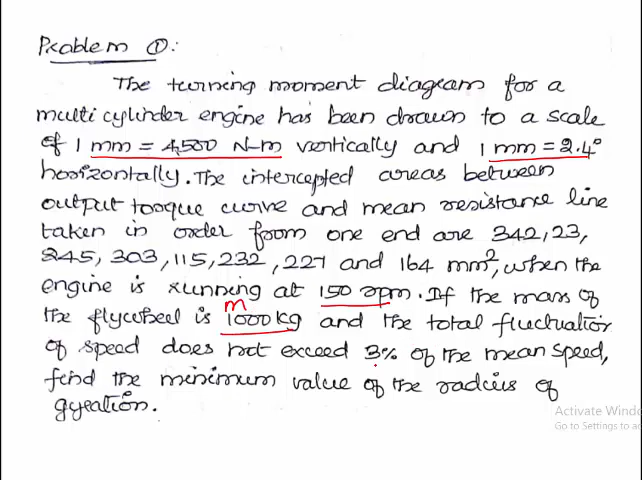 Problem ①:
The turning moment diagram for a
multi cylinder engine has been drawn to a scale
of 1 mm = 4,500 N-m vertically and 1 mm = 2.4°
horizontally. The intercepted areas between
output torque curve and mean resistance line
taken in order from one end are 342, 23,
245, 303, 115, 232, 227 and 164 mm², when the
engine is running at 150 rpm. If the mass of
m
the flywheel is 1000 kg and the total fluctuation
of speed does not exceed 3% of the mean speed,
find the minimum value of the radius of
gyration.
Activate Windo
Go to Settings to a